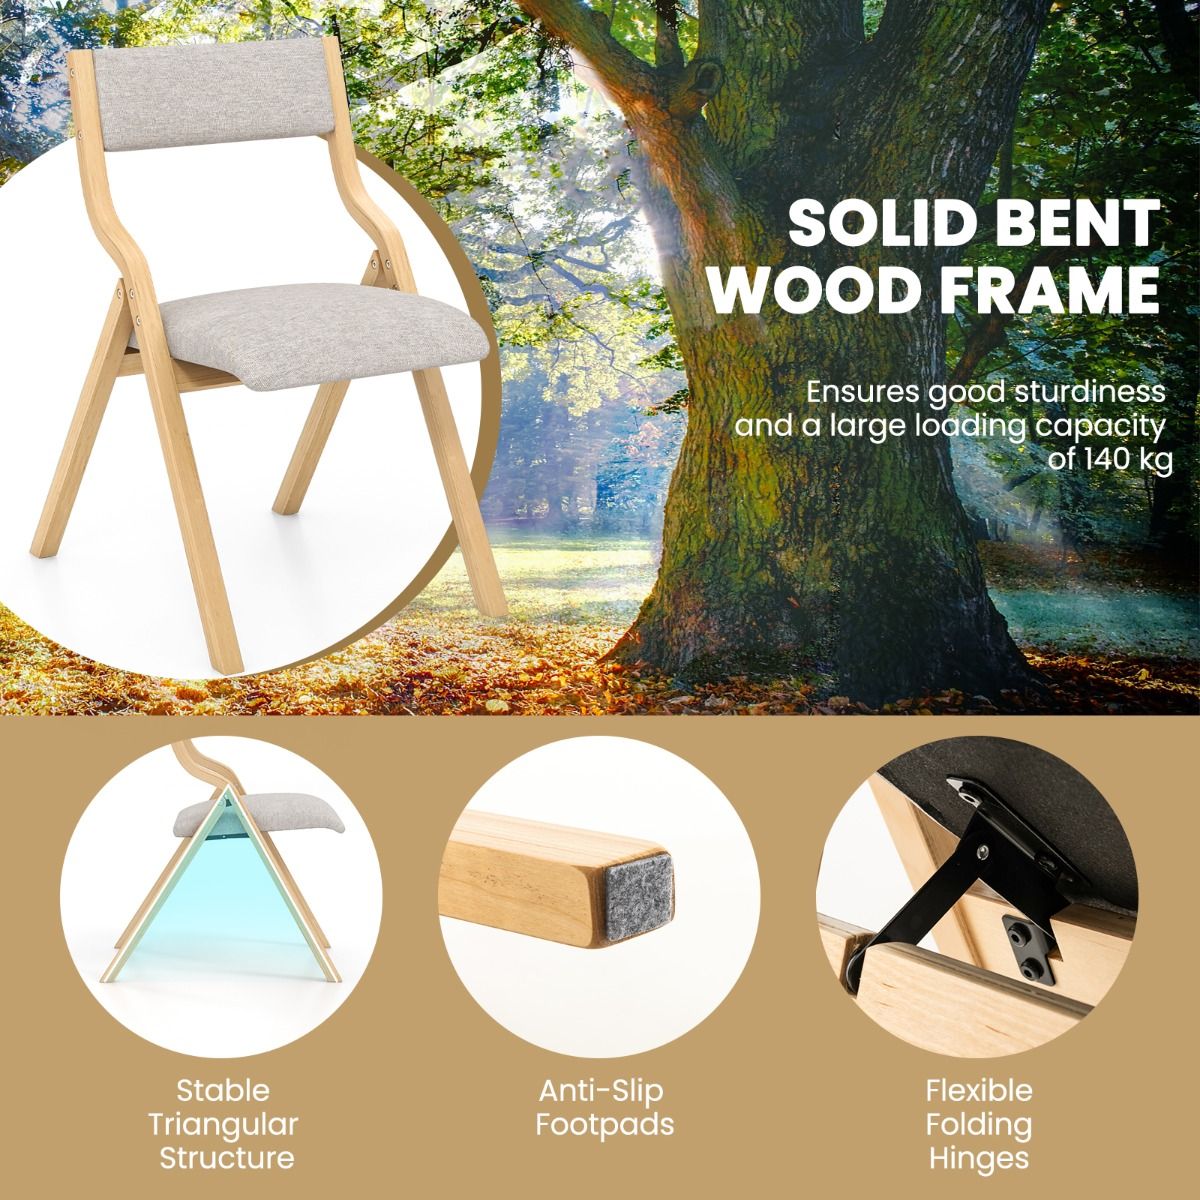 SOLID BENT
WOOD FRAME
Ensures good sturdiness
and a large loading capacity
of 140 kg
Stable
Triangular
Structure
Anti-Slip
Footpads
Flexible
Folding
Hinges